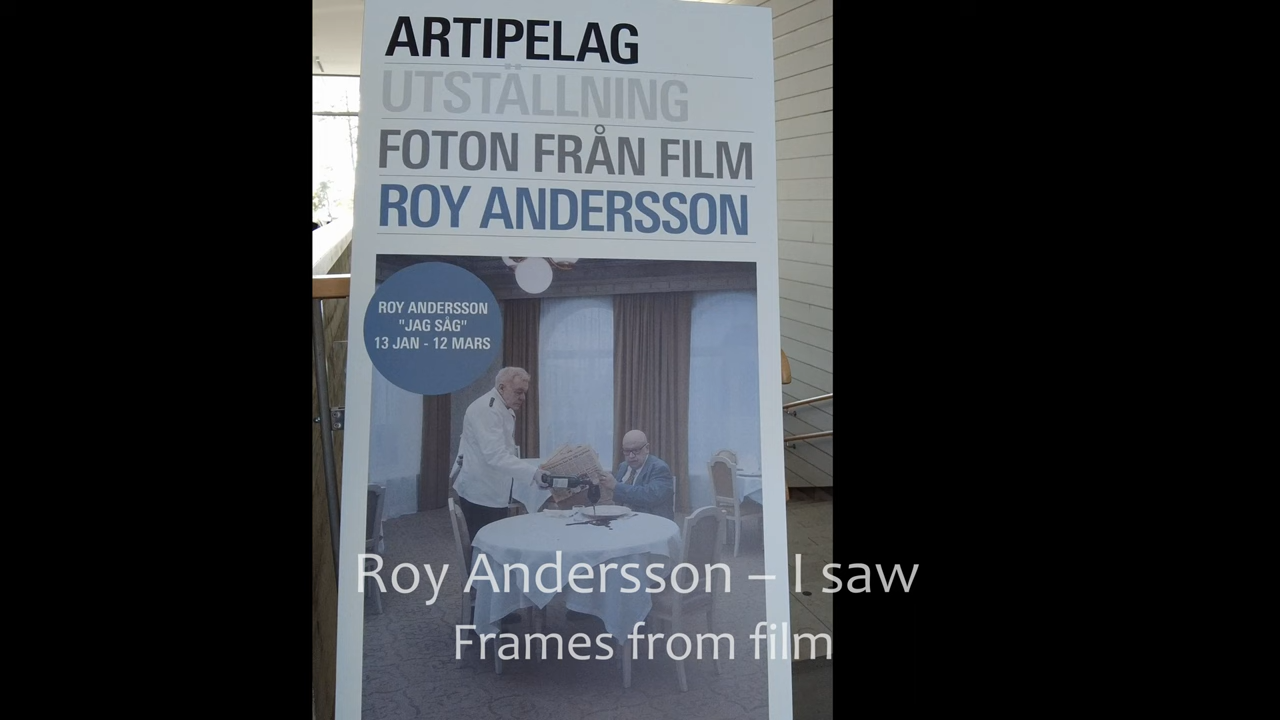 ARTIPELAG
UTSTÄLLNING
FOTON FRÅN FILM
ROY ANDERSSON
ROY ANDERSSON
"JAG SÅG"
13 JAN - 12 MARS
Roy Andersson – I saw
Frames from film